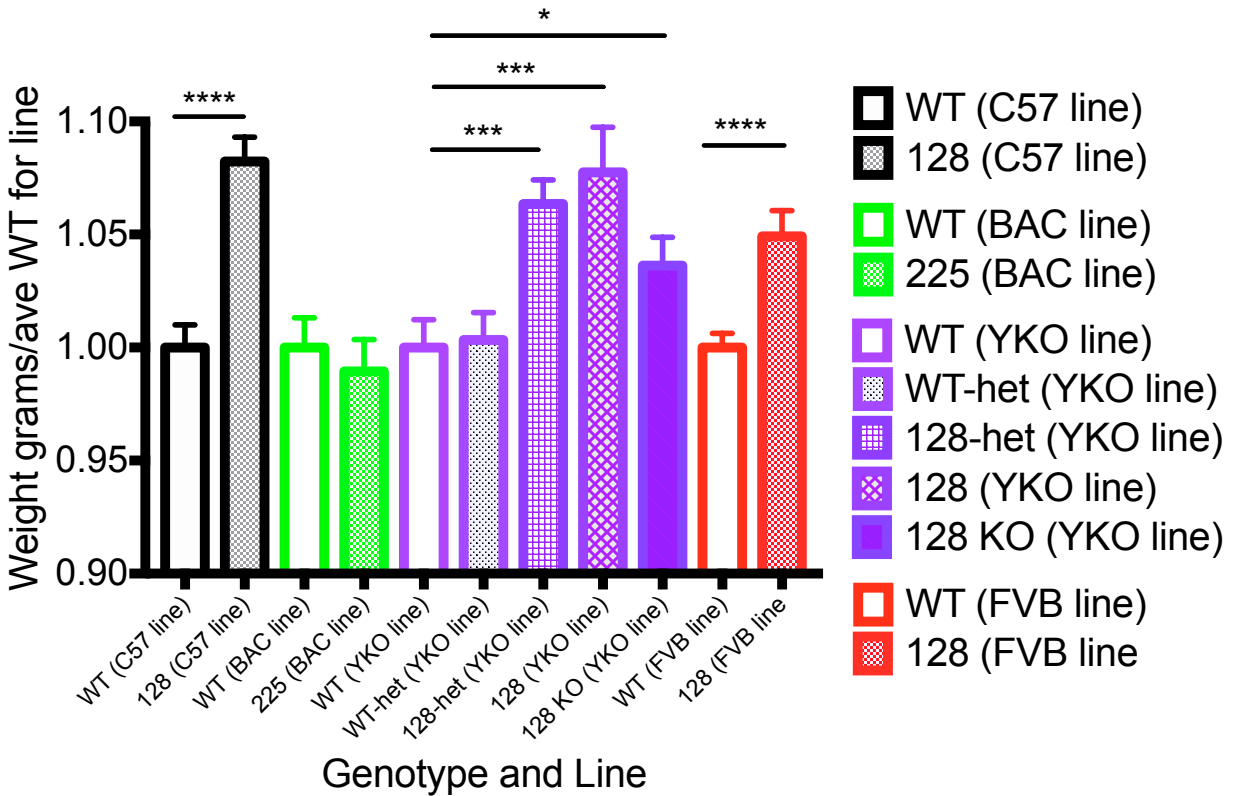 *
***
****
***
****
Weight grams/ave WT for line
1.10
1.05
1.00
0.95
0.90
WT (C57 line)
128 (C57 line)
WT (BAC line)
225 (BAC line)
WT (YKO line)
WT-het (YKO line)
128-het (YKO line)
128 (YKO line)
128 KO (YKO line)
WT (FVB line)
128 (FVB line
Genotype and Line
WT (C57 line)
128 (C57 line)
WT (BAC line)
225 (BAC line)
WT (YKO line)
WT-het (YKO line)
128-het (YKO line)
128 (YKO line)
128 KO (YKO line)
WT (FVB line)
128 (FVB line